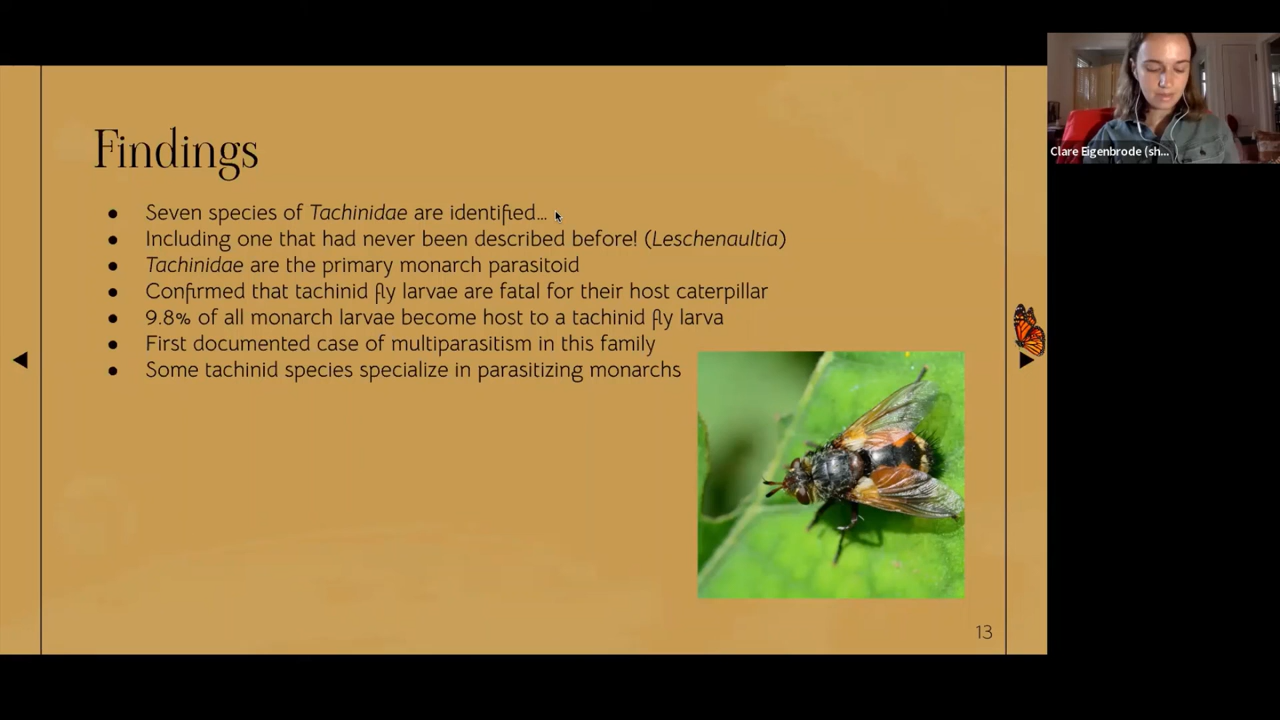 Findings
● Seven species of Tachinidae are identified...
● Including one that had never been described before! (Leschenaultia)
● Tachinidae are the primary monarch parasitoid
● Confirmed that tachinid fly larvae are fatal for their host caterpillar
● 9.8% of all monarch larvae become host to a tachinid fly larva
● First documented case of multiparasitism in this family
● Some tachinid species specialize in parasitizing monarchs
13
Clare Eigenbrode (sh...